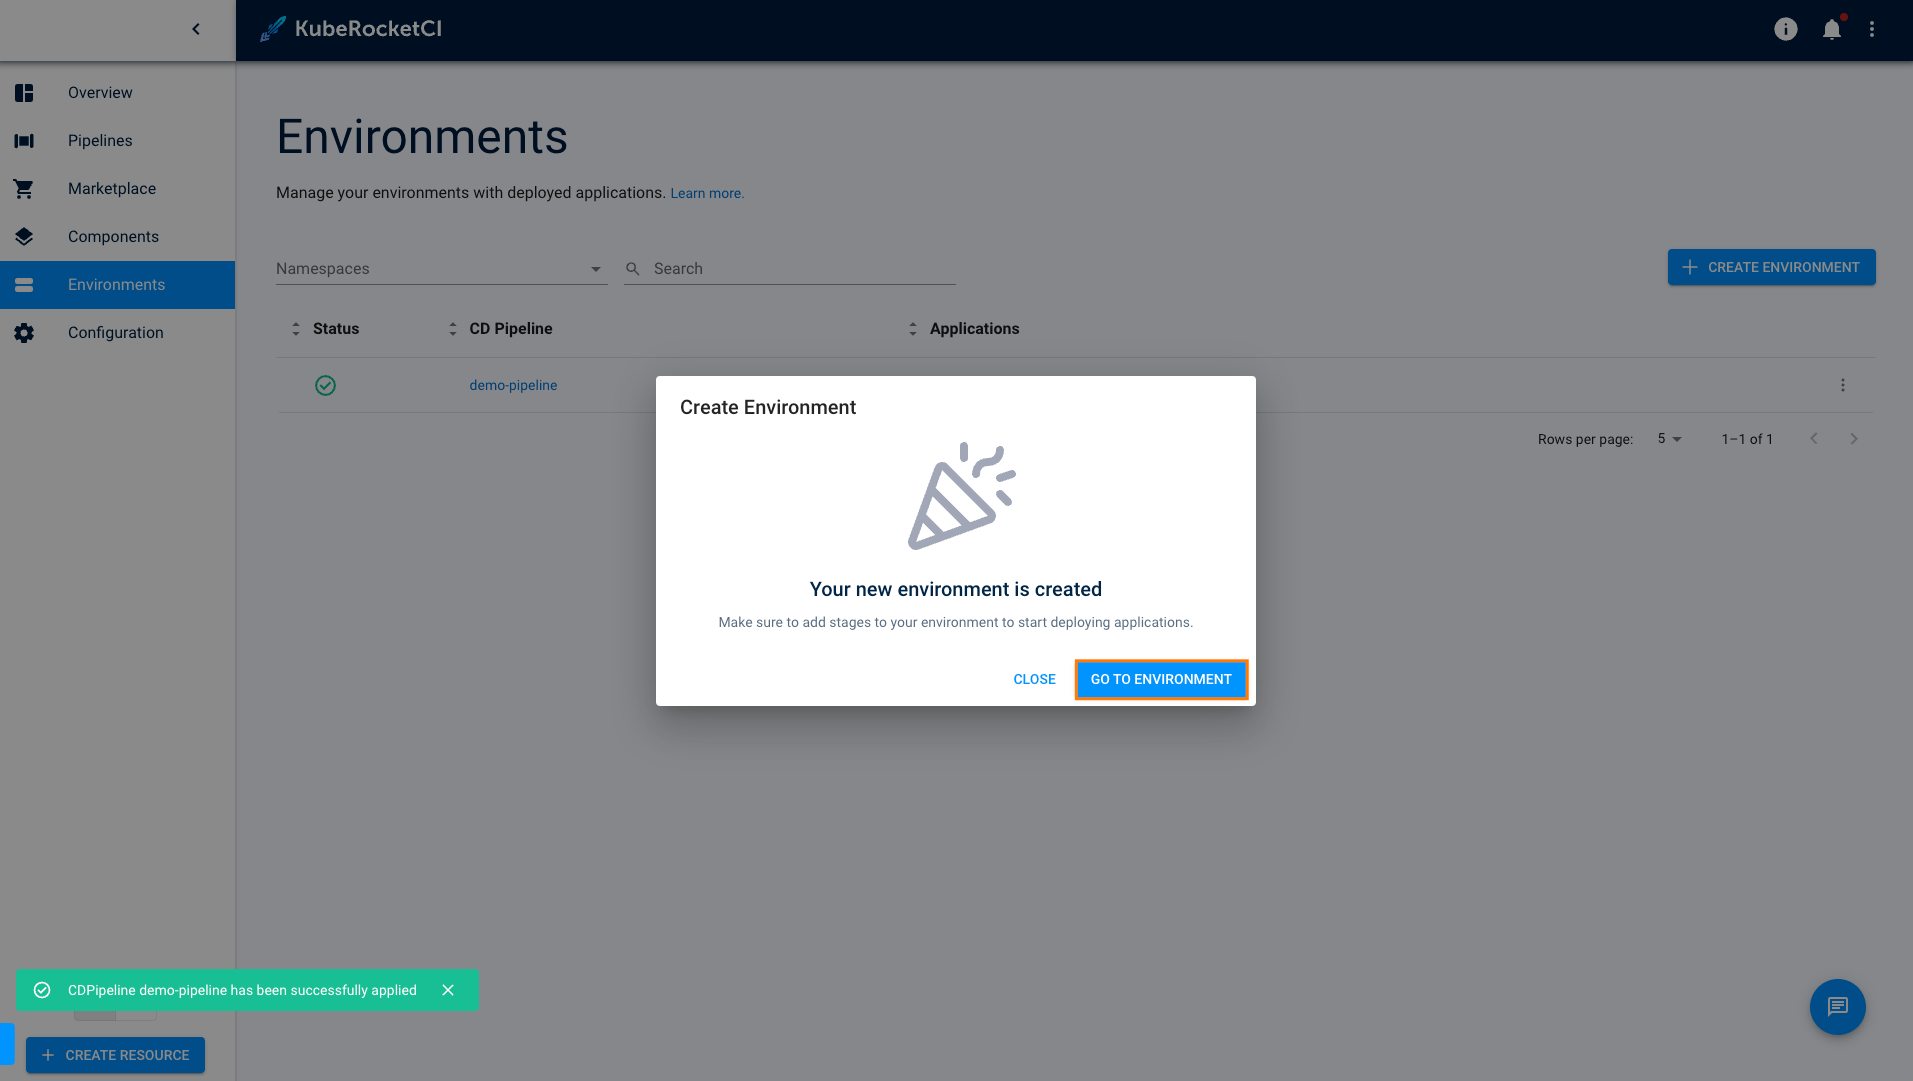 KubeRocketCI
Overview
Pipelines
Marketplace
Components
Environments
Configuration
Environments
Manage your environments with deployed applications. Learn more.
Namespaces
Search
CREATE ENVIRONMENT
Status
CD Pipeline
Applications
demo-pipeline
Rows per page:
5
1–1 of 1
Create Environment
Your new environment is created
Make sure to add stages to your environment to start deploying applications.
CLOSE
GO TO ENVIRONMENT
CDPipeline demo-pipeline has been successfully applied
CREATE RESOURCE